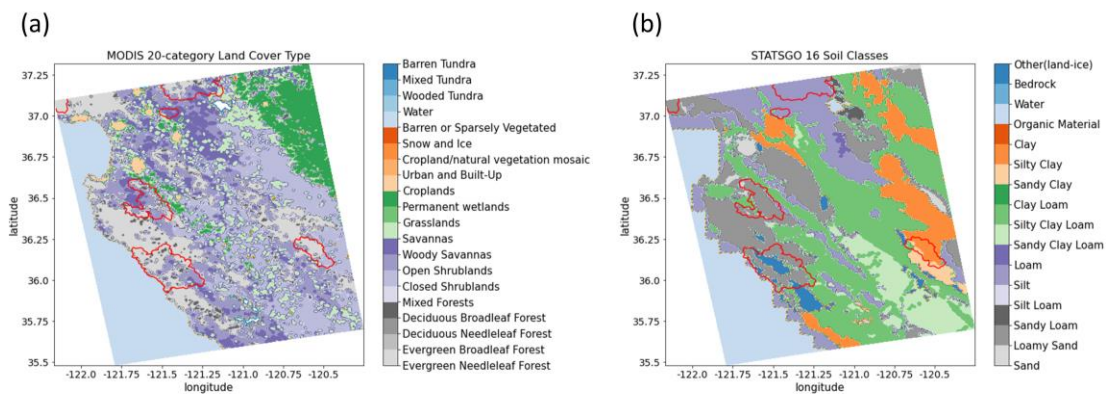 (a)
MODIS 20-category Land Cover Type
37.25
37.0
36.75
36.5
36.25
36.0
35.75
35.5
latitude
-122.0
-121.75
-121.5
-121.25
-121.0
-120.75
-120.5
longitude
Barren Tundra
Mixed Tundra
Wooded Tundra
Water
Barren or Sparsely Vegetated
Snow and Ice
Cropland/natural vegetation mosaic
Urban and Built-Up
Croplands
Permanent wetlands
Grasslands
Savannas
Woody Savannas
Open Shrublands
Closed Shrublands
Mixed Forests
Deciduous Broadleaf Forest
Deciduous Needleleaf Forest
Evergreen Broadleaf Forest
Evergreen Needleleaf Forest
(b)
STATSGO 16 Soil Classes
37.25
37.0
36.75
36.5
36.25
36.0
35.75
35.5
latitude
-122.0
-121.75
-121.5
-121.25
-121.0
-120.75
-120.5
longitude
Other(land-ice)
Bedrock
Water
Organic Material
Clay
Silty Clay
Sandy Clay
Clay Loam
Silty Clay Loam
Sandy Clay Loam
Loam
Silt
Silt Loam
Sandy Loam
Loamy Sand
Sand